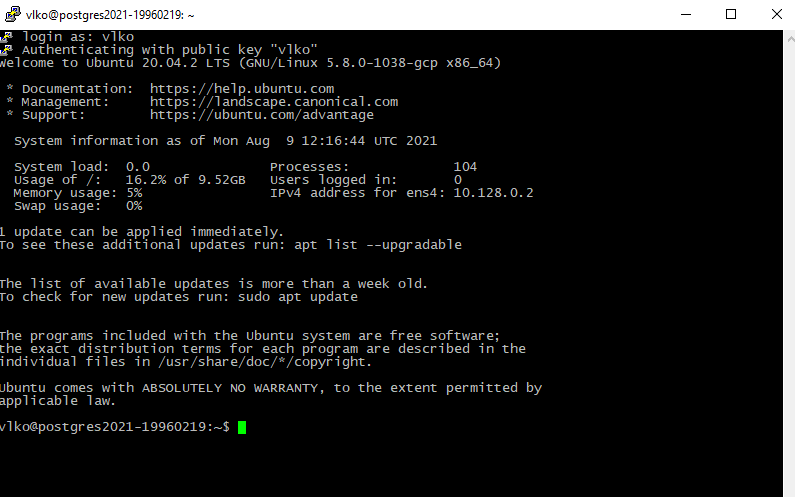 vlko@postgres2021-19960219: ~
login as: vlko
Authenticating with public key "vlko"
Welcome to Ubuntu 20.04.2 LTS (GNU/Linux 5.8.0-1038-gcp x86_64)
* Documentation:  https://help.ubuntu.com
* Management:     https://landscape.canonical.com
* Support:        https://ubuntu.com/advantage
System information as of Mon Aug  9 12:16:44 UTC 2021
System load:  0.0               Processes:             104
Usage of /:   16.2% of 9.52GB   Users logged in:       0
Memory usage: 5%                IPv4 address for ens4: 10.128.0.2
Swap usage:   0%
1 update can be applied immediately.
To see these additional updates run: apt list --upgradable
The list of available updates is more than a week old.
To check for new updates run: sudo apt update
The programs included with the Ubuntu system are free software;
the exact distribution terms for each program are described in the
individual files in /usr/share/doc/*/copyright.
Ubuntu comes with ABSOLUTELY NO WARRANTY, to the extent permitted by
applicable law.
vlko@postgres2021-19960219:~$